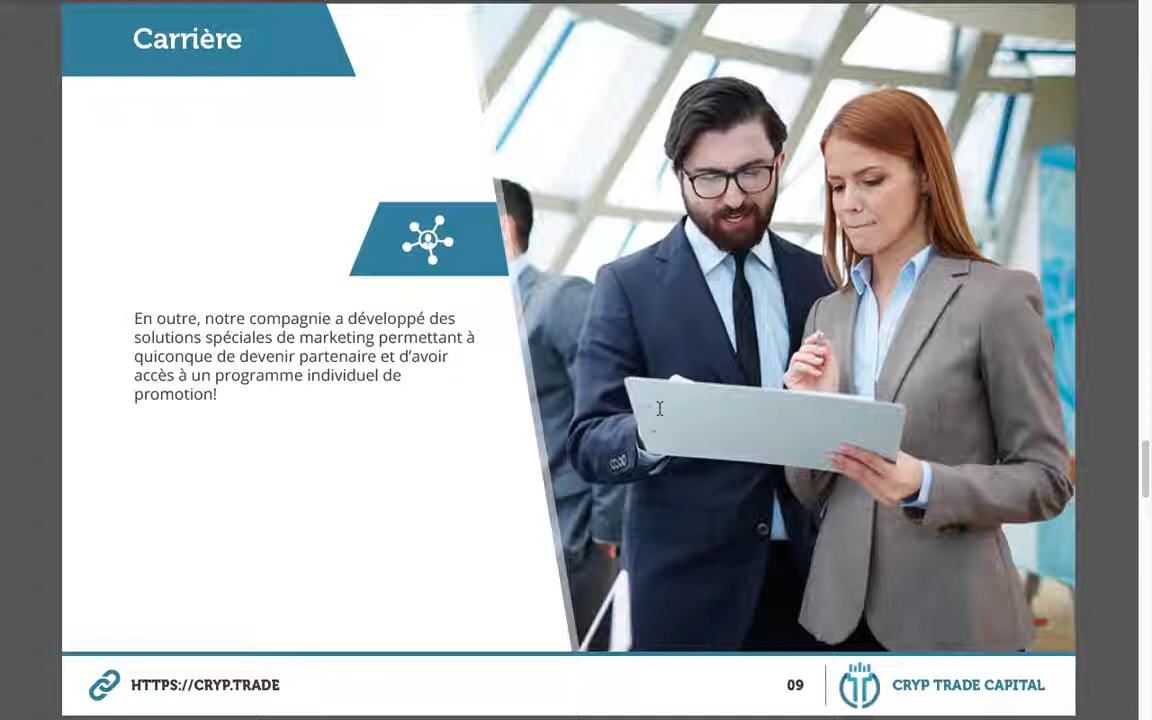 Carrière
En outre, notre compagnie a développé des
solutions spéciales de marketing permettant à
quiconque de devenir partenaire et d'avoir
accès à un programme individuel de
promotion!
HTTPS://CRYP.TRADE
09
CRYP TRADE CAPITAL